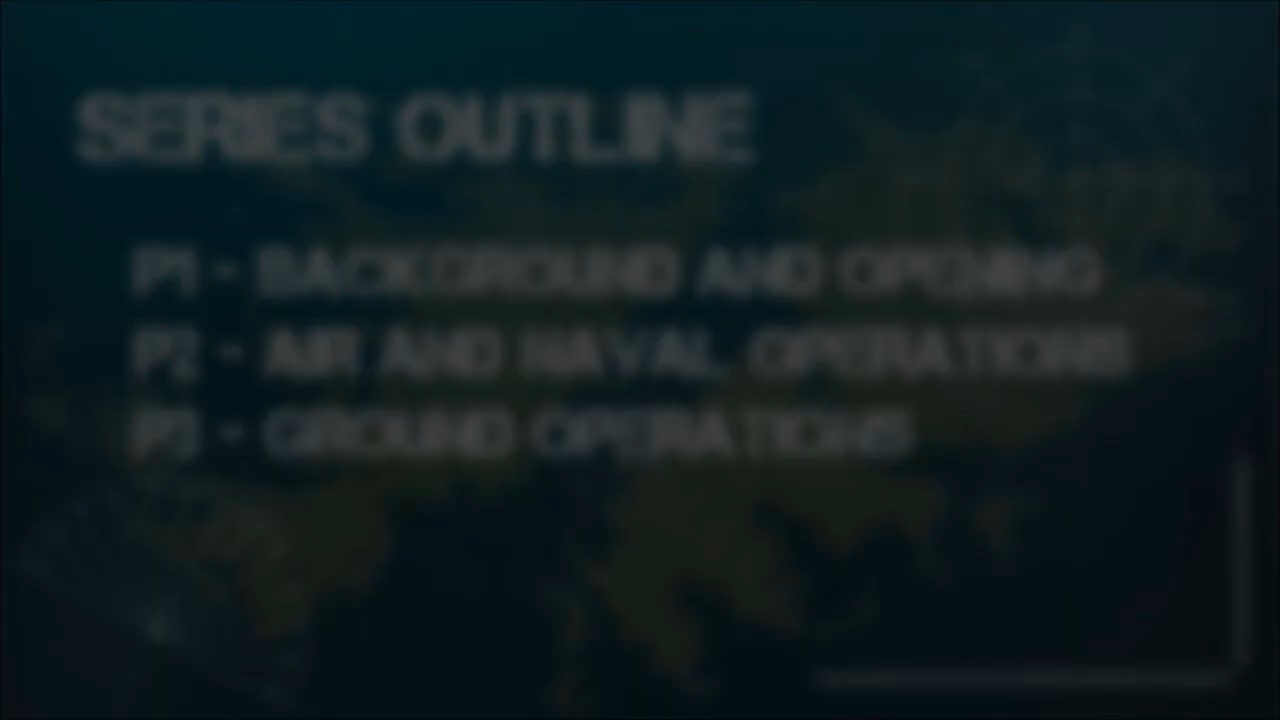 SERIES OUTLINE
P1 - BACKGROUND AND OPENING
P2 - AIR AND NAVAL OPERATIONS
P3 - GROUND OPERATIONS